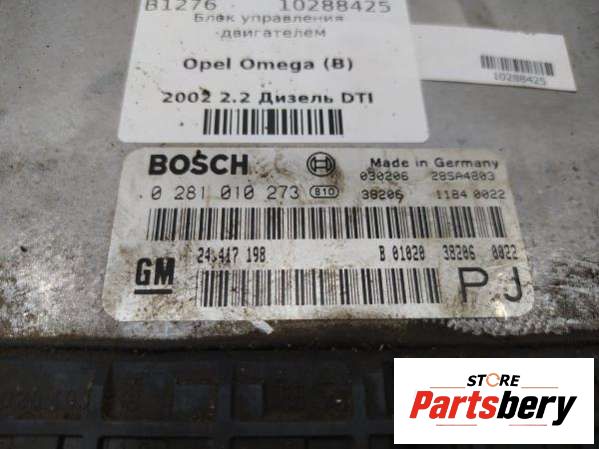 B1276 10288425
Блок управления
двигателем
Opel Omega (B)
2002 2.2 Дизель DTI
10288425
BOSCH
Made in Germany
0 281 010 273 B10
030206 28SA4803
38206 1184 0022
24 417 198
B 01020 38206 0022
GM
PJ
STORE
Partsbery